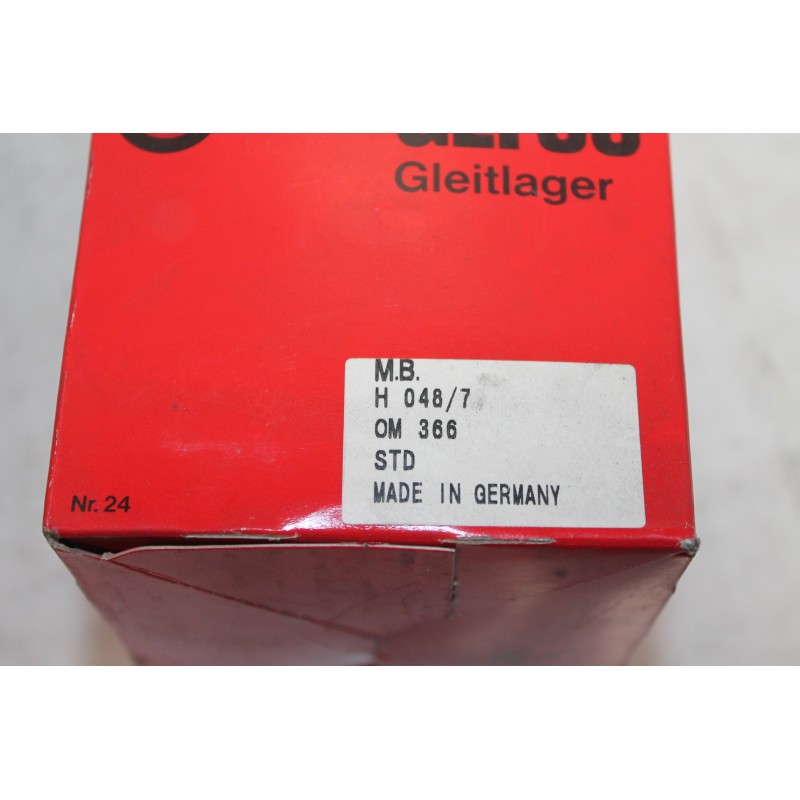 Gleitlager
M.B.
H 048/7
OM 366
STD
MADE IN GERMANY
Nr. 24